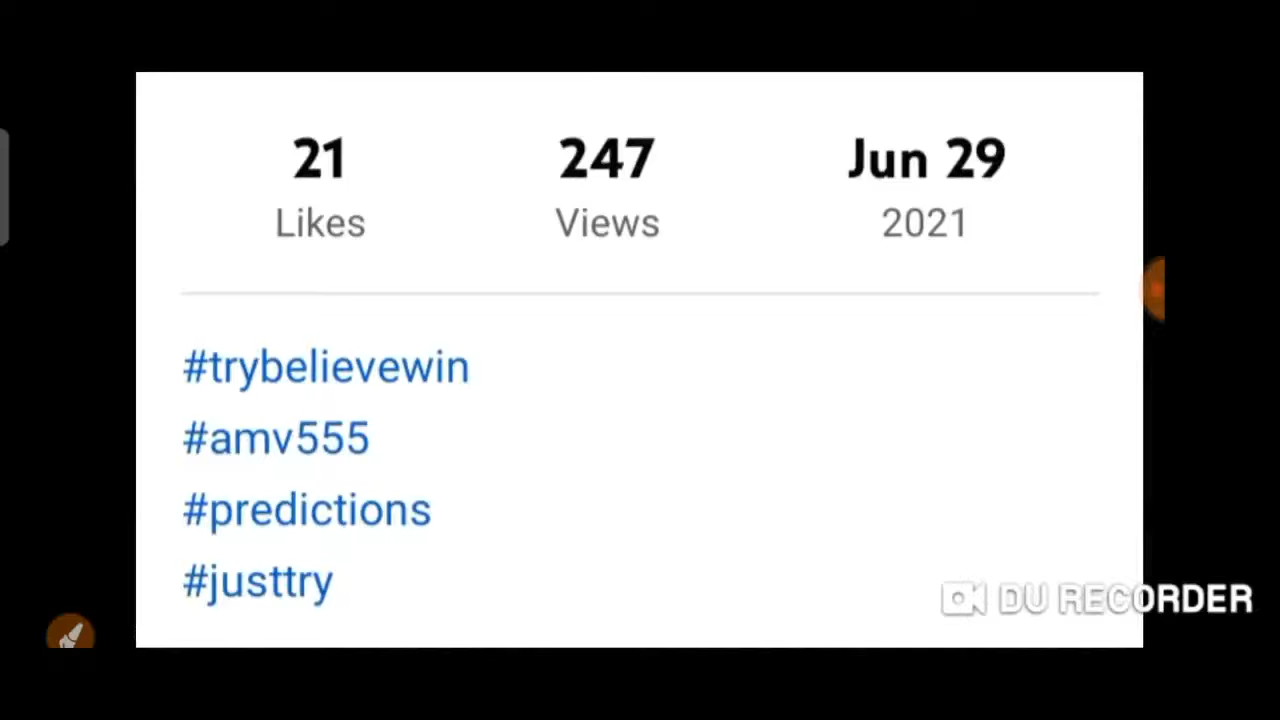 21 247 Jun 29
Likes Views 2021
#trybelievewin
#amv555
#predictions
#justtry
DU RECORDER